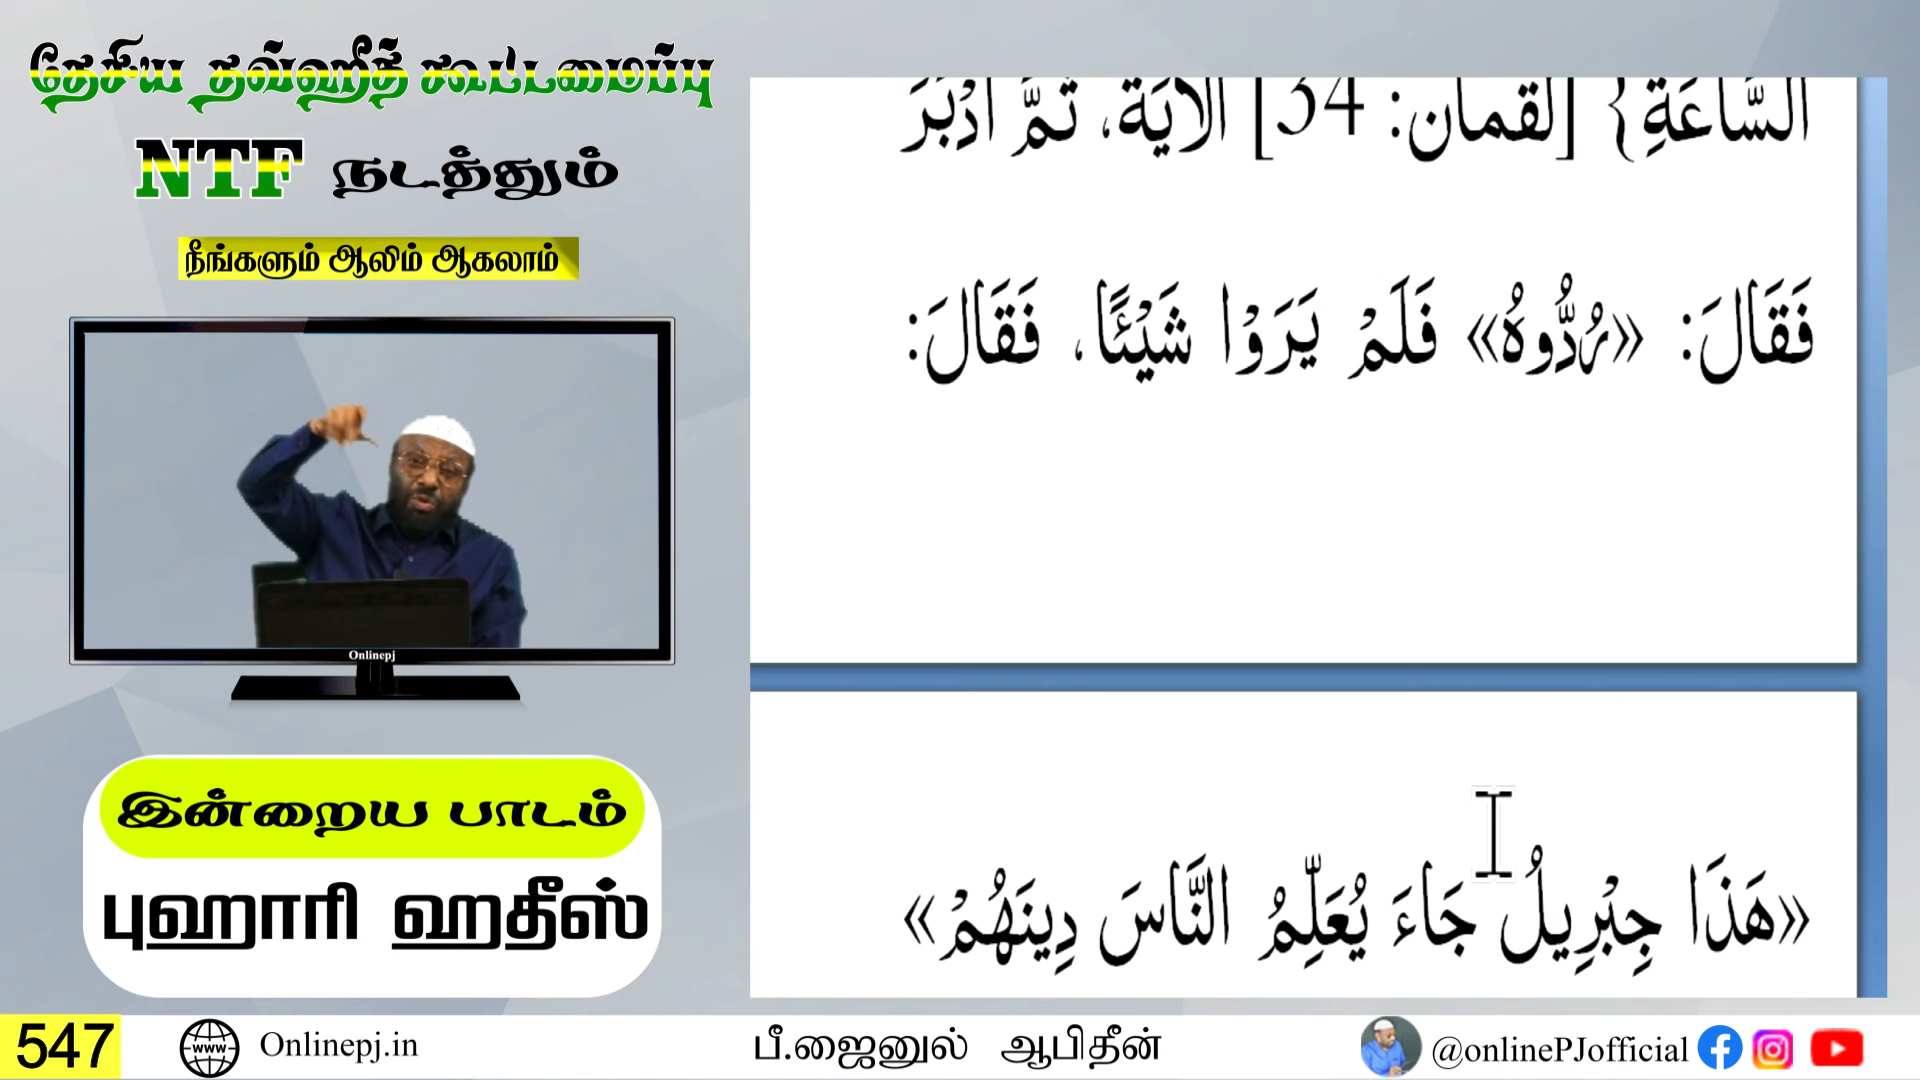 தேசிய தவ்ஹீத் கூட்டமைப்பு
NTF நடத்தும்
நீங்களும் ஆலிம் ஆகலாம்
Onlinepj
இன்றைய பாடம்
புஹாரி ஹதீஸ்
السَّاعَةِ} [لقمان: 34] الآيَةَ، ثُمَّ أَدْبَرَ
فَقَالَ: «رُدُّوهُ» فَلَمْ يَرَوْا شَيْئًا، فَقَالَ:
«هَذَا جِبْرِيلُ جَاءَ يُعَلِّمُ النَّاسَ دِينَهُمْ»
547
www
Onlinepj.in
பீ.ஜைனுல் ஆபிதீன்
@onlinePJofficial